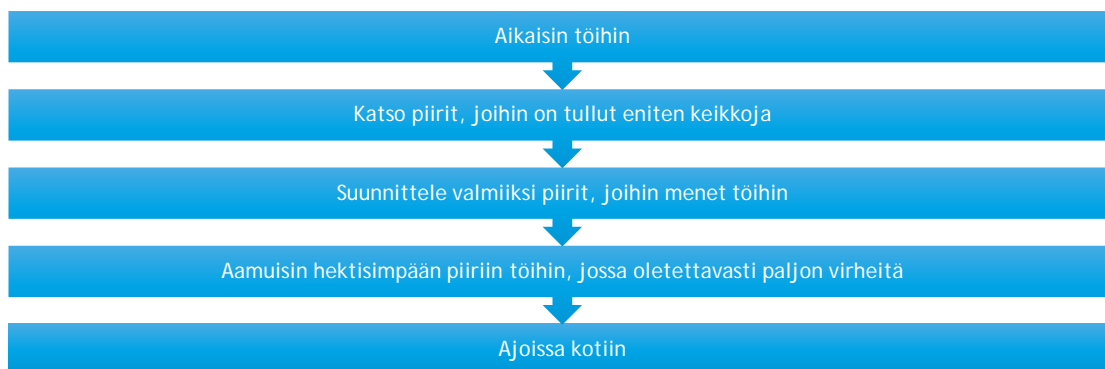 Aikaisin töihin
Katso piirit, joihin on tullut eniten keikkoja
Suunnittele valmiiksi piirit, joihin menet töihin
Aamuisin hektisimpään piiriin töihin, jossa oletettavasti paljon virheitä
Ajoissa kotiin